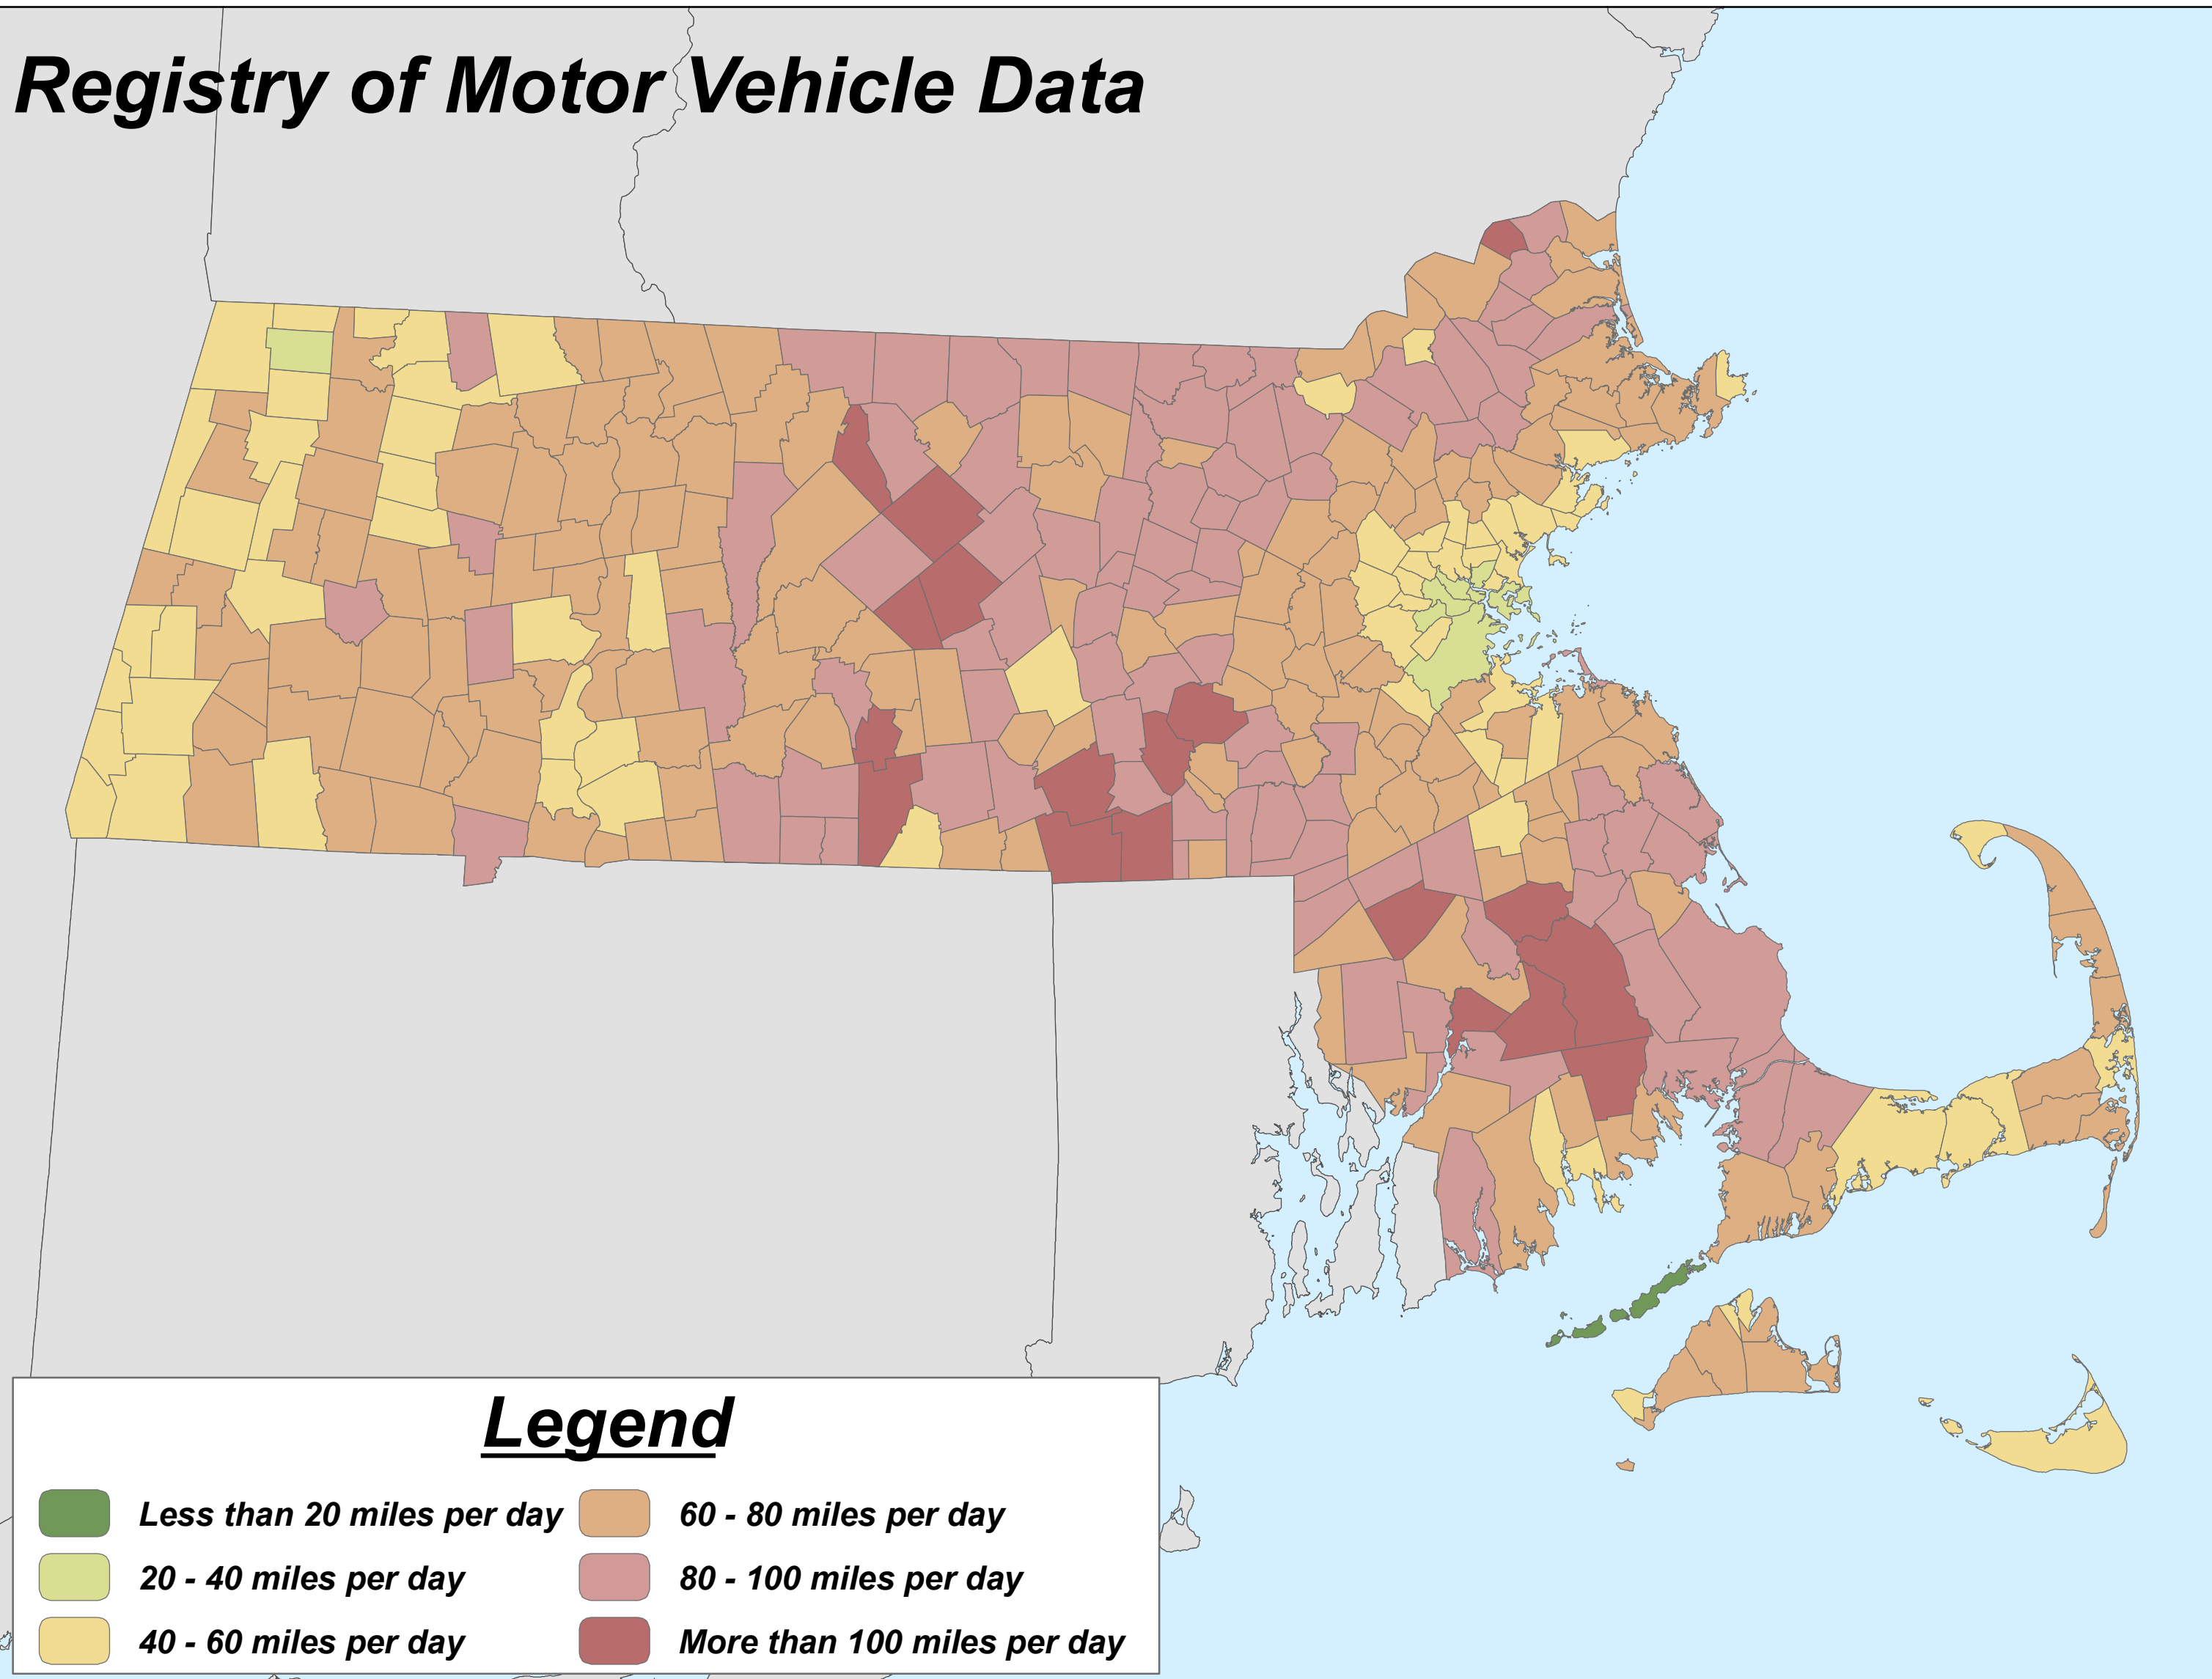 Registry of Motor Vehicle Data
Legend
Less than 20 miles per day
20 - 40 miles per day
40 - 60 miles per day
60 - 80 miles per day
80 - 100 miles per day
More than 100 miles per day